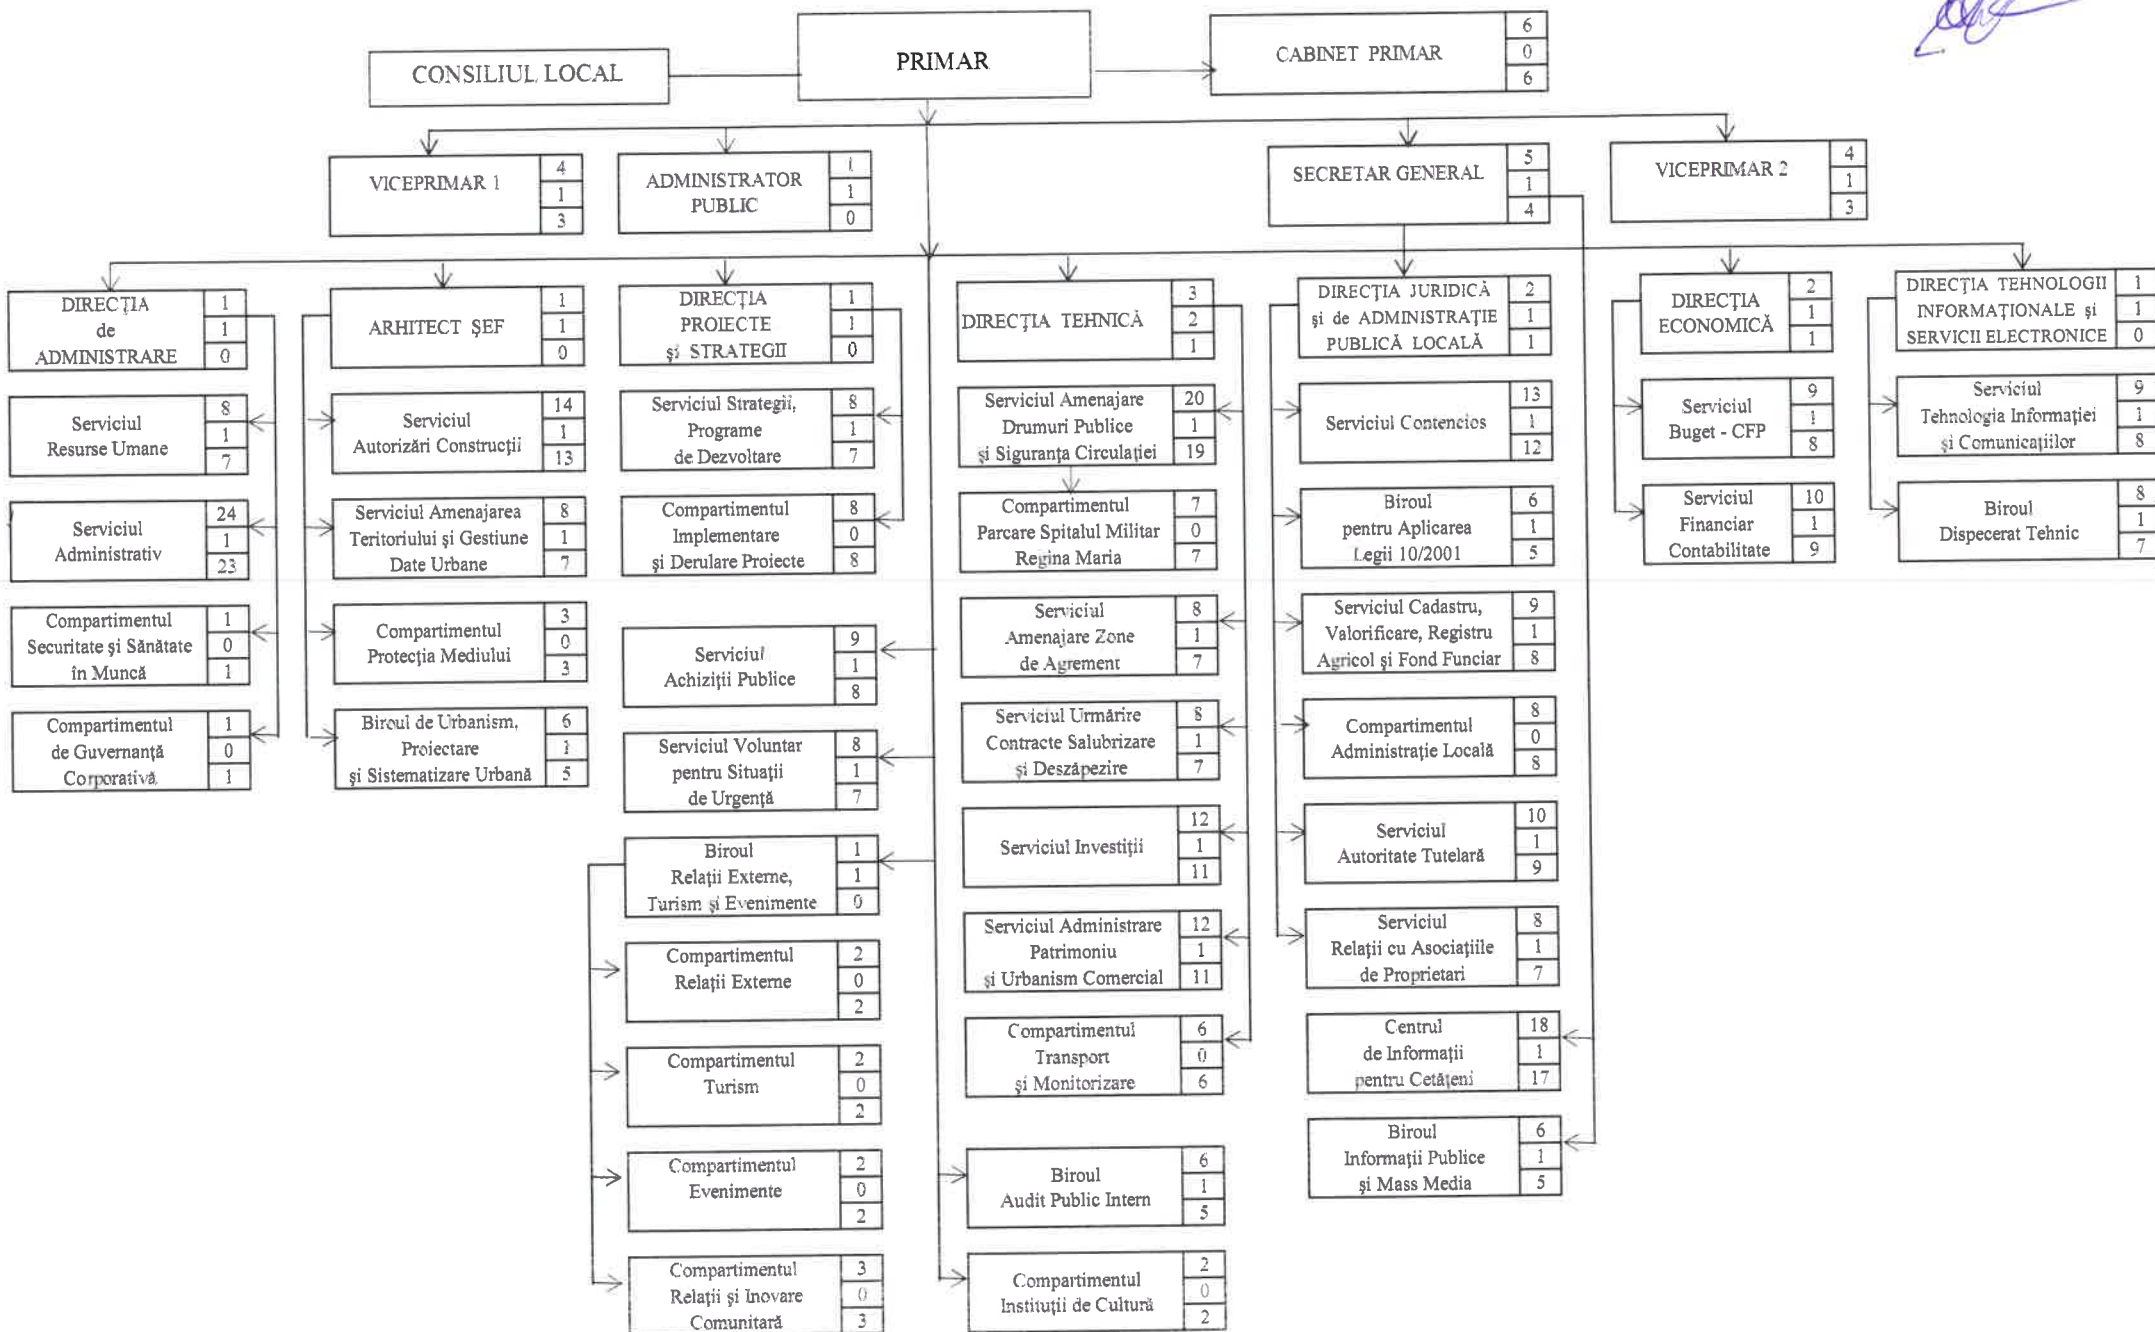 CONSILIUL LOCAL
PRIMAR
CABINET PRIMAR
6
0
6
VICEPRIMAR 1
4
1
3
ADMINISTRATOR
PUBLIC
1
1
0
SECRETAR GENERAL
5
1
4
VICEPRIMAR 2
4
1
3
DIRECȚIA
de
ADMINISTRARE
1
1
0
Serviciul
Resurse Umane
8
1
7
Serviciul
Administrativ
24
1
23
Compartimentul
Securitate și Sănătate
în Muncă
1
0
1
Compartimentul
de Guvernanță
Corporativă
1
0
1
ARHITECT ȘEF
1
1
0
Serviciul
Autorizări Construcții
14
1
13
Serviciul Amenajarea
Teritoriului și Gestiune
Date Urbane
8
1
7
Compartimentul
Protecția Mediului
3
0
3
Biroul de Urbanism,
Proiectare
și Sistematizare Urbană
6
1
5
DIRECȚIA
PROIECTE
și STRATEGII
1
1
0
Serviciul Strategii,
Programe
de Dezvoltare
8
1
7
Compartimentul
Implementare
și Derulare Proiecte
8
0
8
Serviciul
Achiziții Publice
9
1
8
Serviciul Voluntar
pentru Situații
de Urgență
8
1
7
Biroul
Relații Externe,
Turism și Evenimente
1
1
0
Compartimentul
Relații Externe
2
0
2
Compartimentul
Turism
2
0
2
Compartimentul
Evenimente
2
0
2
Compartimentul
Relații și Inovare
Comunitară
3
0
3
DIRECȚIA TEHNICĂ
3
2
1
Serviciul Amenajare
Drumuri Publice
și Siguranța Circulației
20
1
19
Compartimentul
Parcare Spitalul Militar
Regina Maria
7
0
7
Serviciul
Amenajare Zone
de Agrement
8
1
7
Serviciul Urmărire
Contracte Salubrizare
și Deszăpezire
8
1
7
Serviciul Investiții
12
1
11
Serviciul Administrare
Patrimoniu
și Urbanism Comercial
12
1
11
Compartimentul
Transport
și Monitorizare
6
0
6
Biroul
Audit Public Intern
6
1
5
Compartimentul
Instituții de Cultură
2
0
2
DIRECȚIA JURIDICĂ
și de ADMINISTRAȚIE
PUBLICĂ LOCALĂ
2
1
1
Serviciul Contencios
13
1
12
Biroul
pentru Aplicarea
Legii 10/2001
6
1
5
Serviciul Cadastru,
Valorificare, Registru
Agricol și Fond Funciar
9
1
8
Compartimentul
Administrație Locală
8
0
8
Serviciul
Autoritate Tutelară
10
1
9
Serviciul
Relații cu Asociațiile
de Proprietari
8
1
7
Centrul
de Informații
pentru Cetățeni
18
1
17
Biroul
Informații Publice
și Mass Media
6
1
5
DIRECȚIA
ECONOMICĂ
2
1
1
Serviciul
Buget - CFP
9
1
8
Serviciul
Financiar
Contabilitate
10
1
9
DIRECȚIA TEHNOLOGII
INFORMAȚIONALE și
SERVICII ELECTRONICE
1
1
0
Serviciul
Tehnologia Informației
și Comunicațiilor
9
1
8
Biroul
Dispecerat Tehnic
8
1
7